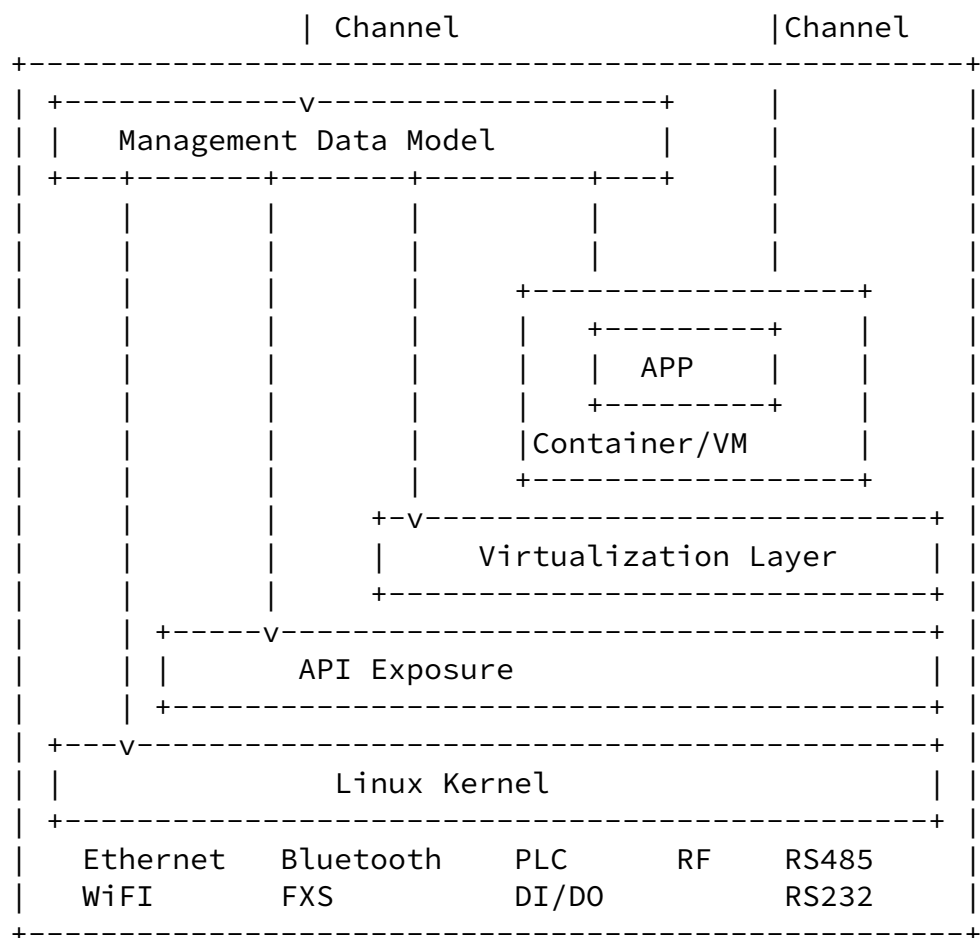 Channel Channel
Management Data Model
APP
Container/VM
Virtualization Layer
API Exposure
Linux Kernel
Ethernet Bluetooth PLC RF RS485
WiFI FXS DI/DO RS232